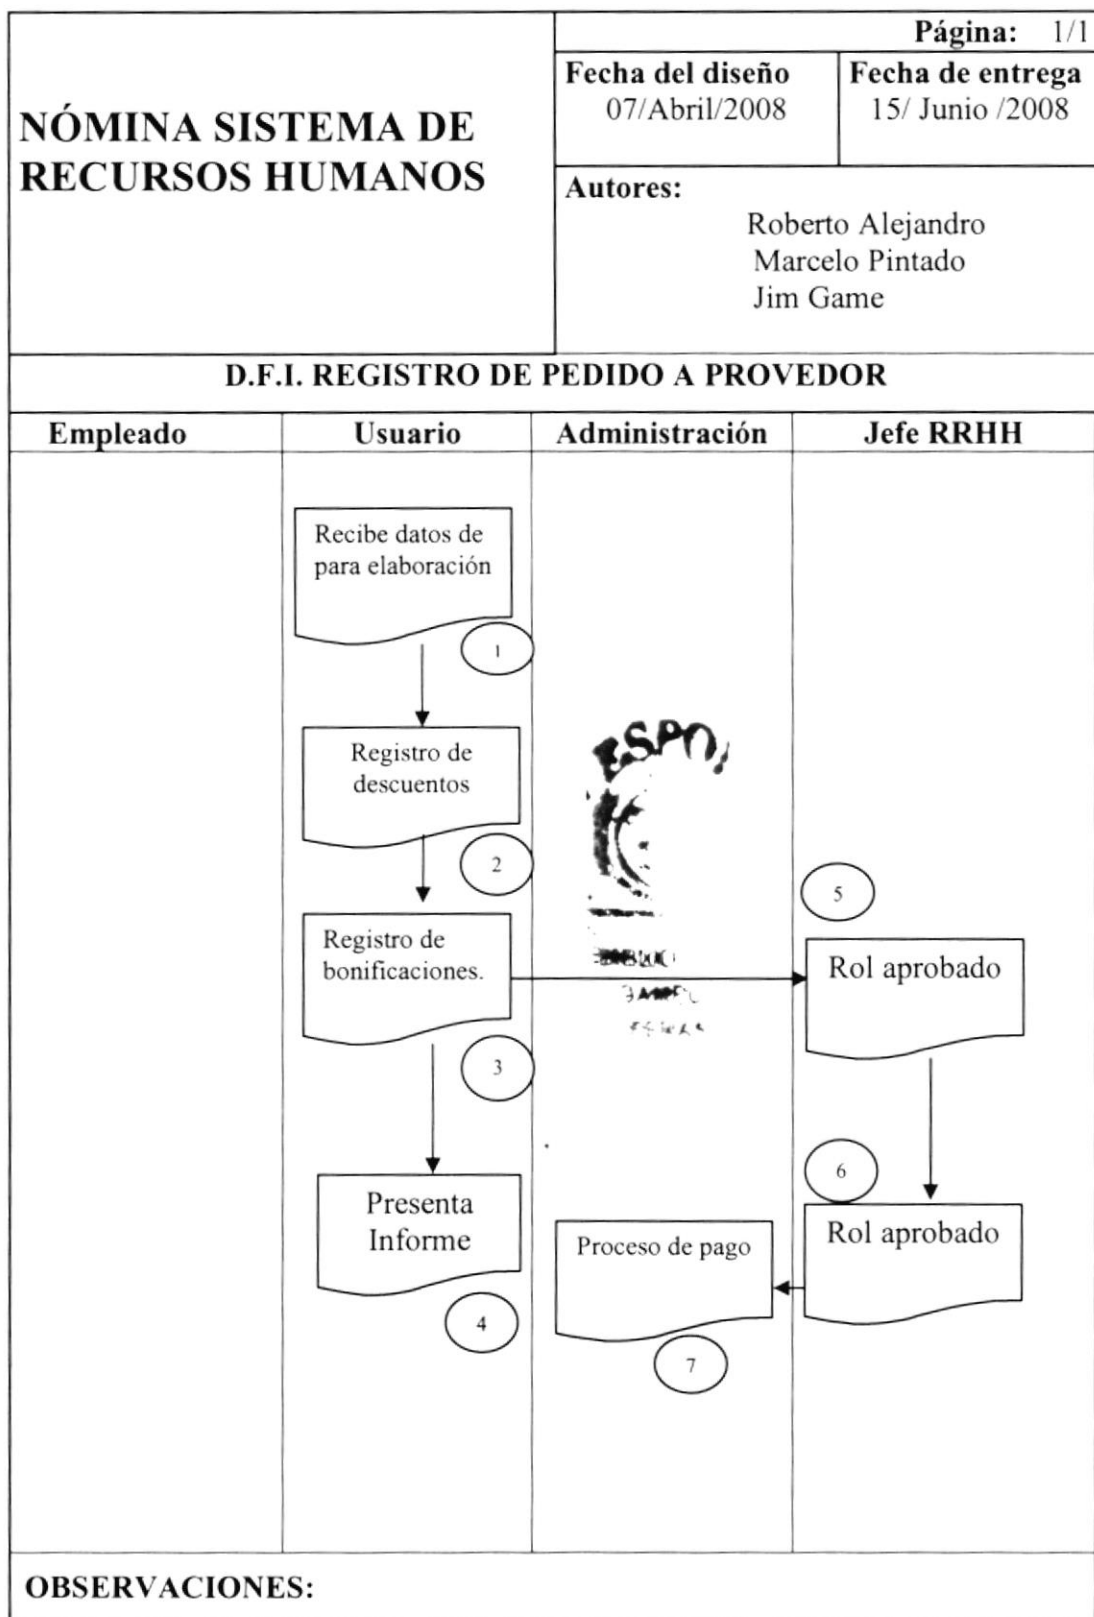 Página: 1/1
NÓMINA SISTEMA DE
RECURSOS HUMANOS
Fecha del diseño
07/Abril/2008
Fecha de entrega
15/ Junio /2008
Autores:
Roberto Alejandro
Marcelo Pintado
Jim Game
D.F.I. REGISTRO DE PEDIDO A PROVEDOR
Empleado
Usuario
Administración
Jefe RRHH
Recibe datos de
para elaboración
1
Registro de
descuentos
2
Registro de
bonificaciones.
3
Presenta
Informe
4
5
Rol aprobado
6
Rol aprobado
Proceso de pago
7
OBSERVACIONES: